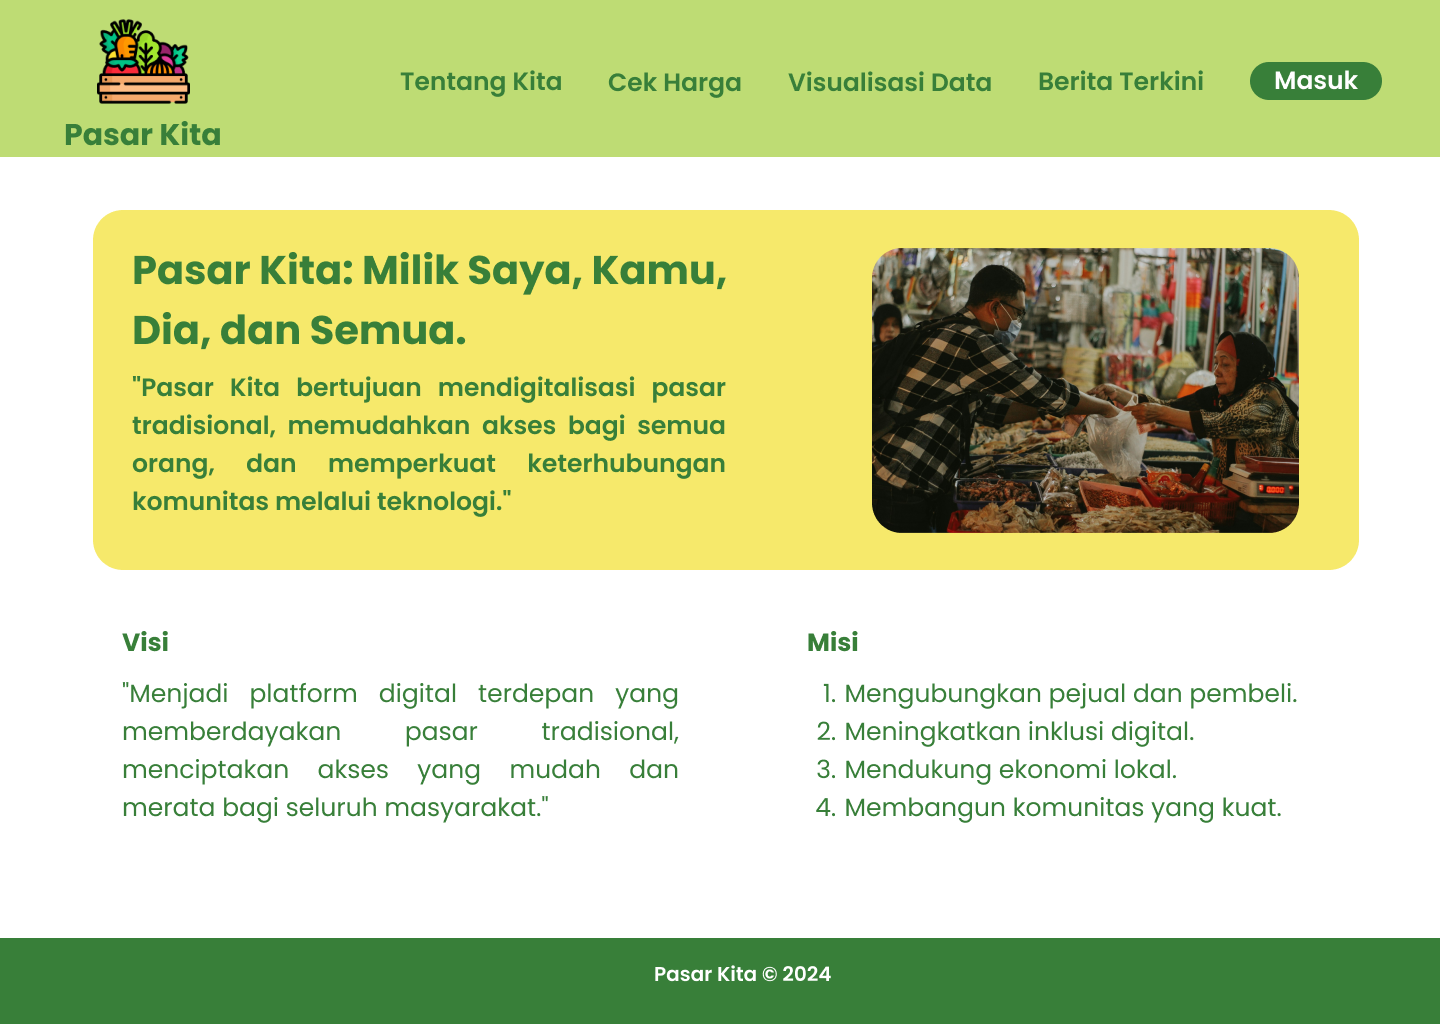 Pasar Kita
Tentang Kita
Cek Harga
Visualisasi Data
Berita Terkini
Masuk
Pasar Kita: Milik Saya, Kamu,
Dia, dan Semua.
"Pasar Kita bertujuan mendigitalisasi pasar
tradisional, memudahkan akses bagi semua
orang, dan memperkuat keterhubungan
komunitas melalui teknologi."
Visi
"Menjadi platform digital terdepan yang
memberdayakan pasar tradisional,
menciptakan akses yang mudah dan
merata bagi seluruh masyarakat."
Misi
1. Mengubungkan pejual dan pembeli.
2. Meningkatkan inklusi digital.
3. Mendukung ekonomi lokal.
4. Membangun komunitas yang kuat.
Pasar Kita © 2024